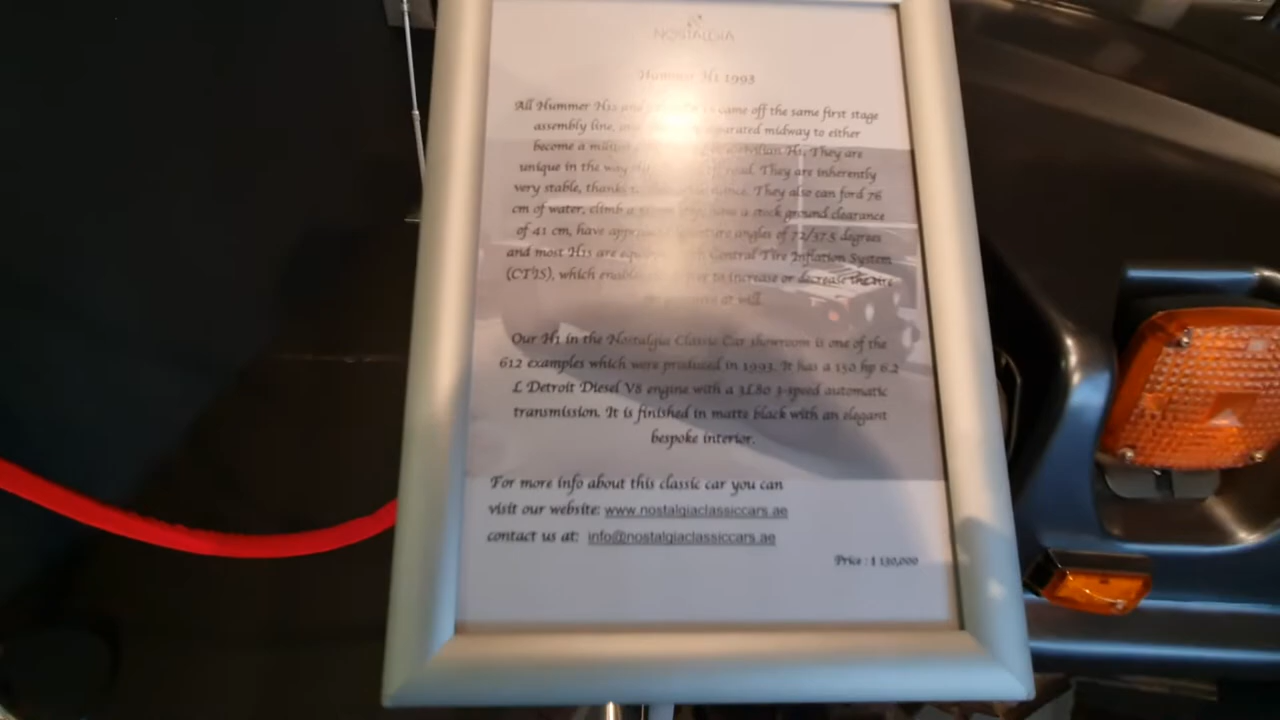 NOSTALGIA
Hummer H1 1993
All Hummer H1s came off the same first stage
assembly line, separated midway to either
become a civilian H1. They are
unique in the way They are inherently
very stable, thanks They also can ford 76
cm of water, climb a have a stock ground clearance
of 41 cm, have angles of 72/37.5 degrees
and most H1s are Central Tire Inflation System
(CTIS), which to increase or decrease the tire
at will.
Our H1 in the Nostalgia Classic Car showroom is one of the
612 examples which were produced in 1993. It has a 150 hp 6.2
L Detroit Diesel V8 engine with a 3L80 3-speed automatic
transmission. It is finished in matte black with an elegant
bespoke interior.
For more info about this classic car you can
visit our website: www.nostalgiaclassiccars.ae
contact us at: info@nostalgiaclassiccars.ae
Price : $ 130,000